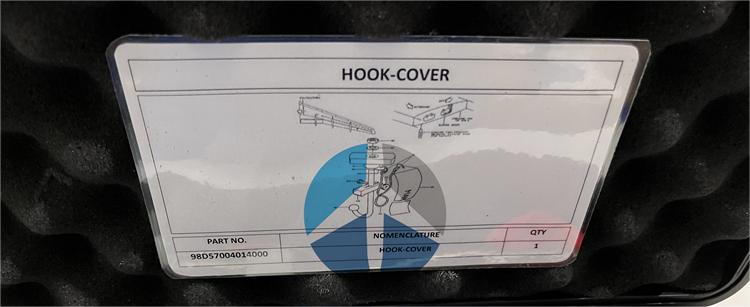 HOOK-COVER
PART NO. NOMENCLATURE QTY
98D57004014000 HOOK-COVER 1